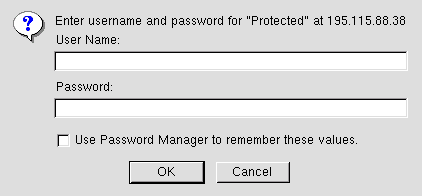 Enter username and password for "Protected" at 195.115.88.38
User Name:
Password:
Use Password Manager to remember these values.
OK Cancel